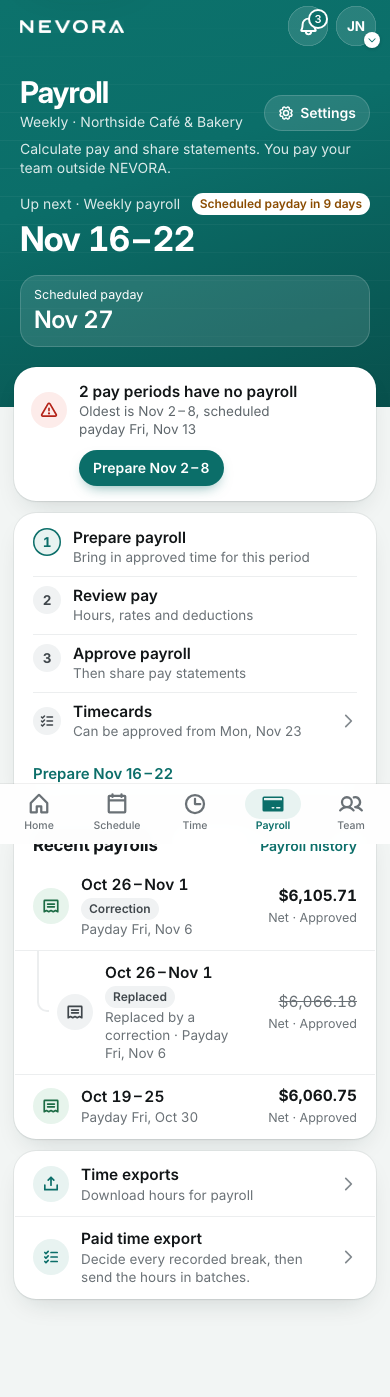 NEVORA
3
JN
Payroll
Weekly · Northside Café & Bakery
Settings
Calculate pay and share statements. You pay your
team outside NEVORA.
Up next · Weekly payroll
Scheduled payday in 9 days
Nov 16–22
Scheduled payday
Nov 27
2 pay periods have no payroll
Oldest is Nov 2–8, scheduled
payday Fri, Nov 13
Prepare Nov 2–8
1
Prepare payroll
Bring in approved time for this period
2
Review pay
Hours, rates and deductions
3
Approve payroll
Then share pay statements
Timecards
Can be approved from Mon, Nov 23
Prepare Nov 16–22
Home
Schedule
Time
Payroll
Team
Recent payrolls
Payroll history
Oct 26–Nov 1
Correction
Payday Fri, Nov 6
$6,105.71
Net · Approved
Oct 26–Nov 1
Replaced
Replaced by a
correction · Payday
Fri, Nov 6
$6,066.18
Net · Approved
Oct 19–25
Payday Fri, Oct 30
$6,060.75
Net · Approved
Time exports
Download hours for payroll
Paid time export
Decide every recorded break, then
send the hours in batches.